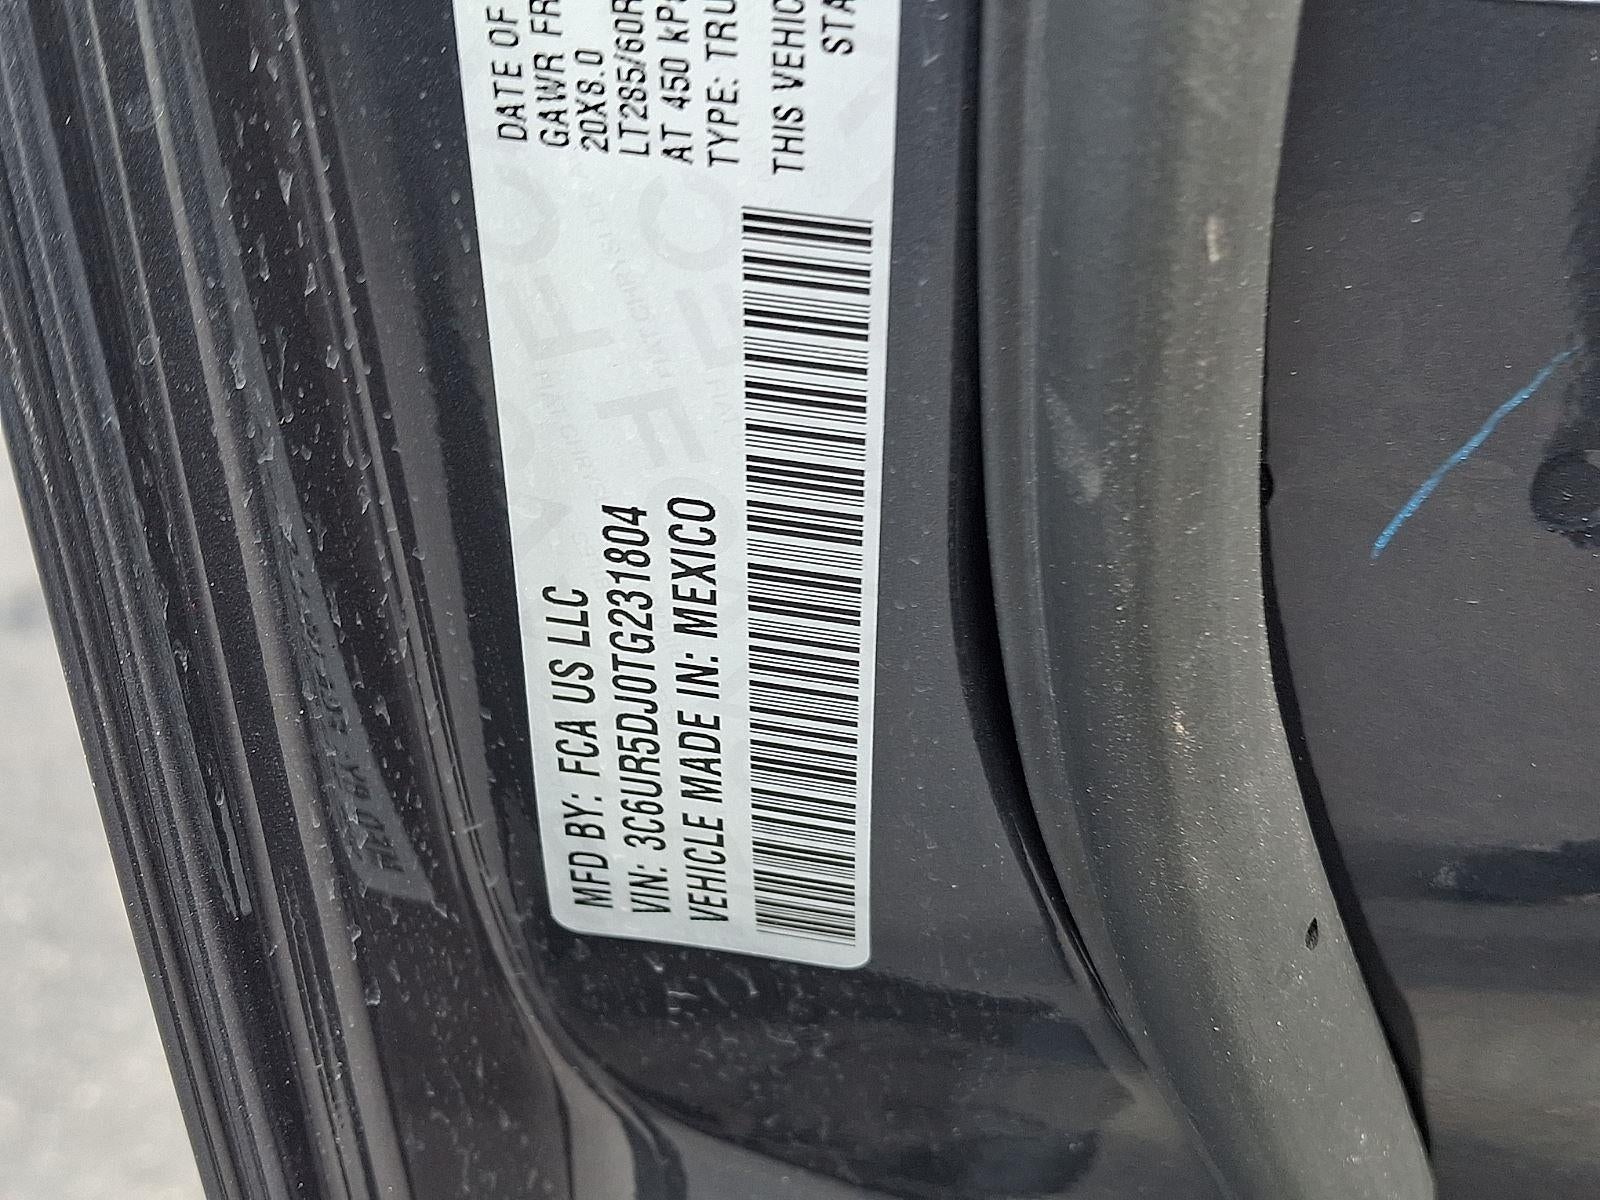 MFD BY: FCA US LLC
VIN: 3C6UR5DJ0TG231804
VEHICLE MADE IN: MEXICO
DATE OF
GAWR FR
20X8.0
LT285/60R
AT 450 KP
TYPE: TRU
THIS VEHIC
STA